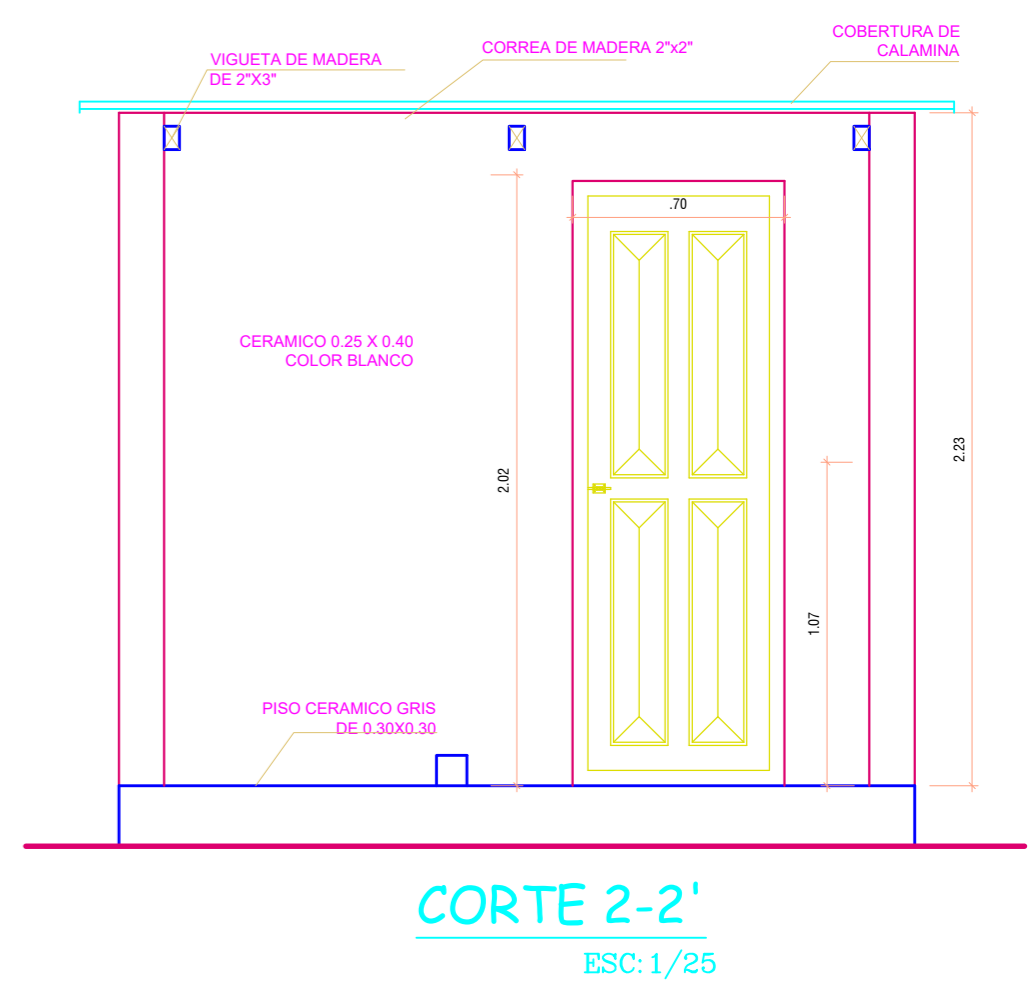 COBERTURA DE
CALAMINA
CORREA DE MADERA 2"x2"
VIGUETA DE MADERA
DE 2"X3"
.70
CERAMICO 0.25 X 0.40
COLOR BLANCO
2.02
2.23
1.07
PISO CERAMICO GRIS
DE 0.30X0.30
CORTE 2-2'
ESC: 1/25